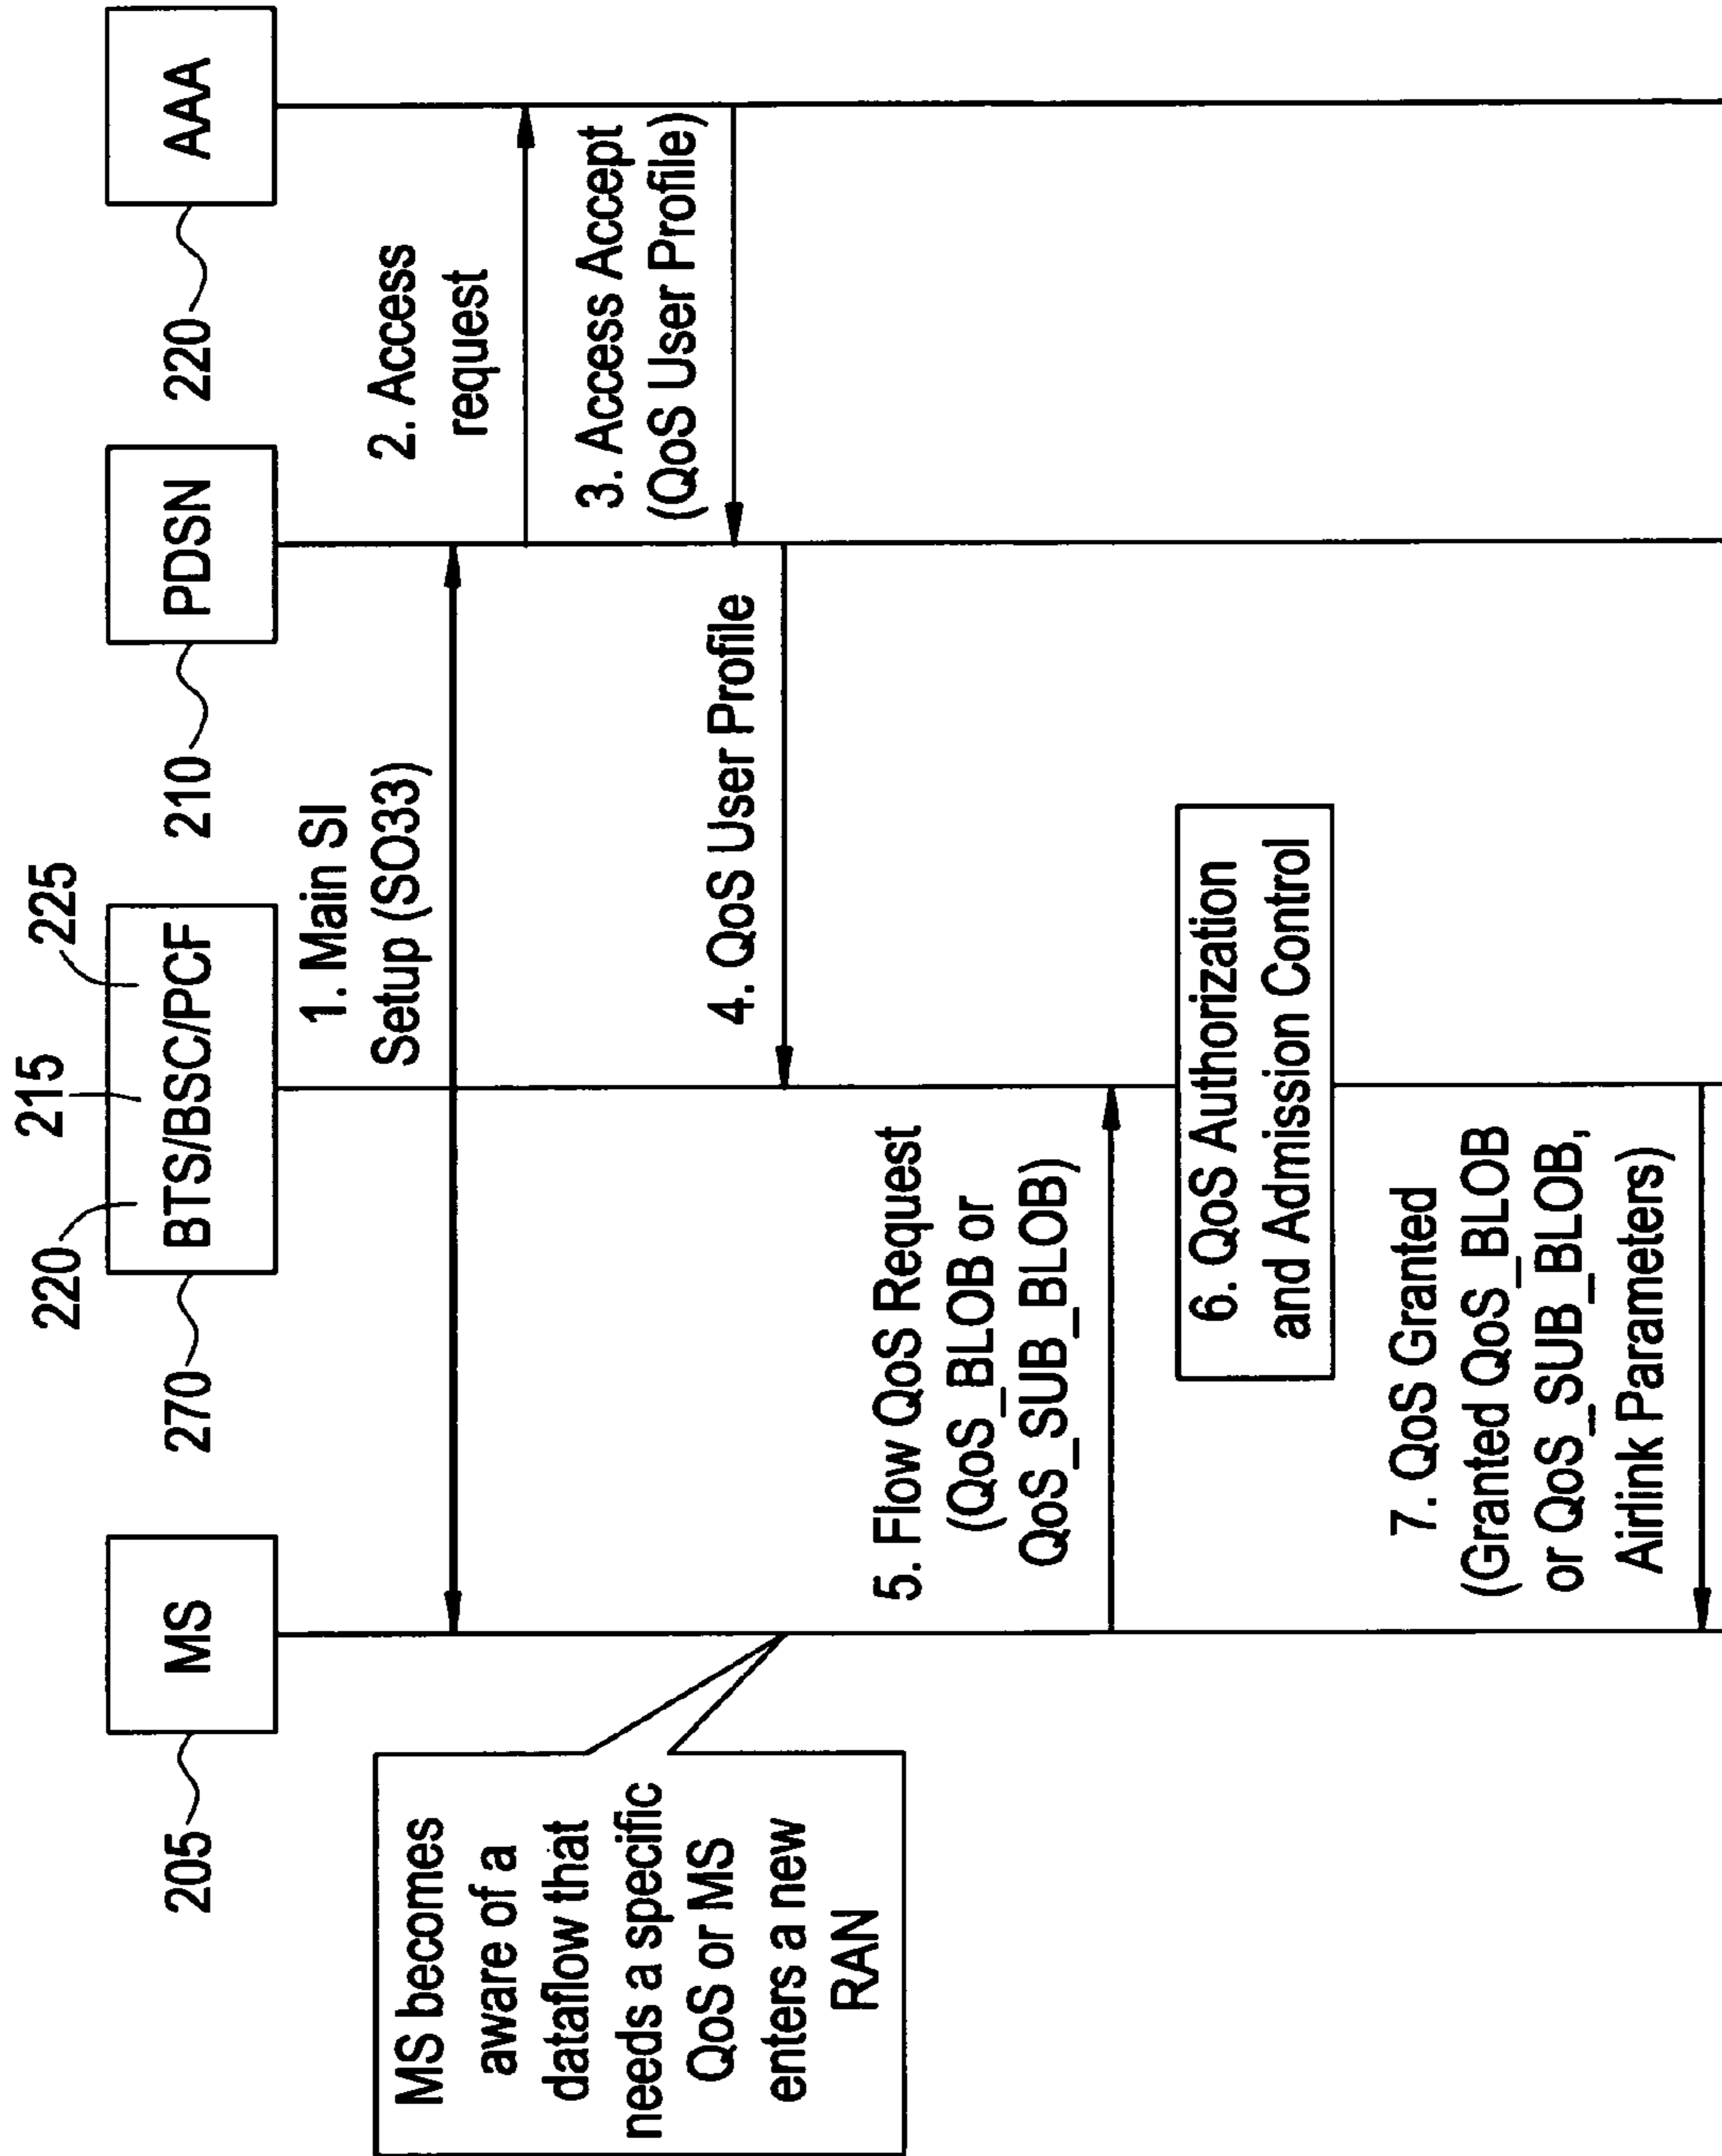 205
MS
270
220
215
225
BTS/BSC/PCF
210
PDSN
220
AAA
1. Main SI
Setup (SO33)
2. Access
request
3. Access Accept
(QoS User Profile)
4. QoS User Profile
MS becomes
aware of a
dataflow that
needs a specific
QoS or MS
enters a new
RAN
5. Flow QoS Request
(QoS_BLOB or
QoS_SUB_BLOB)
6. QoS Authorization
and Admission Control
7. QoS Granted
(Granted QoS_BLOB
or QoS_SUB_BLOB,
Airlink Parameters)